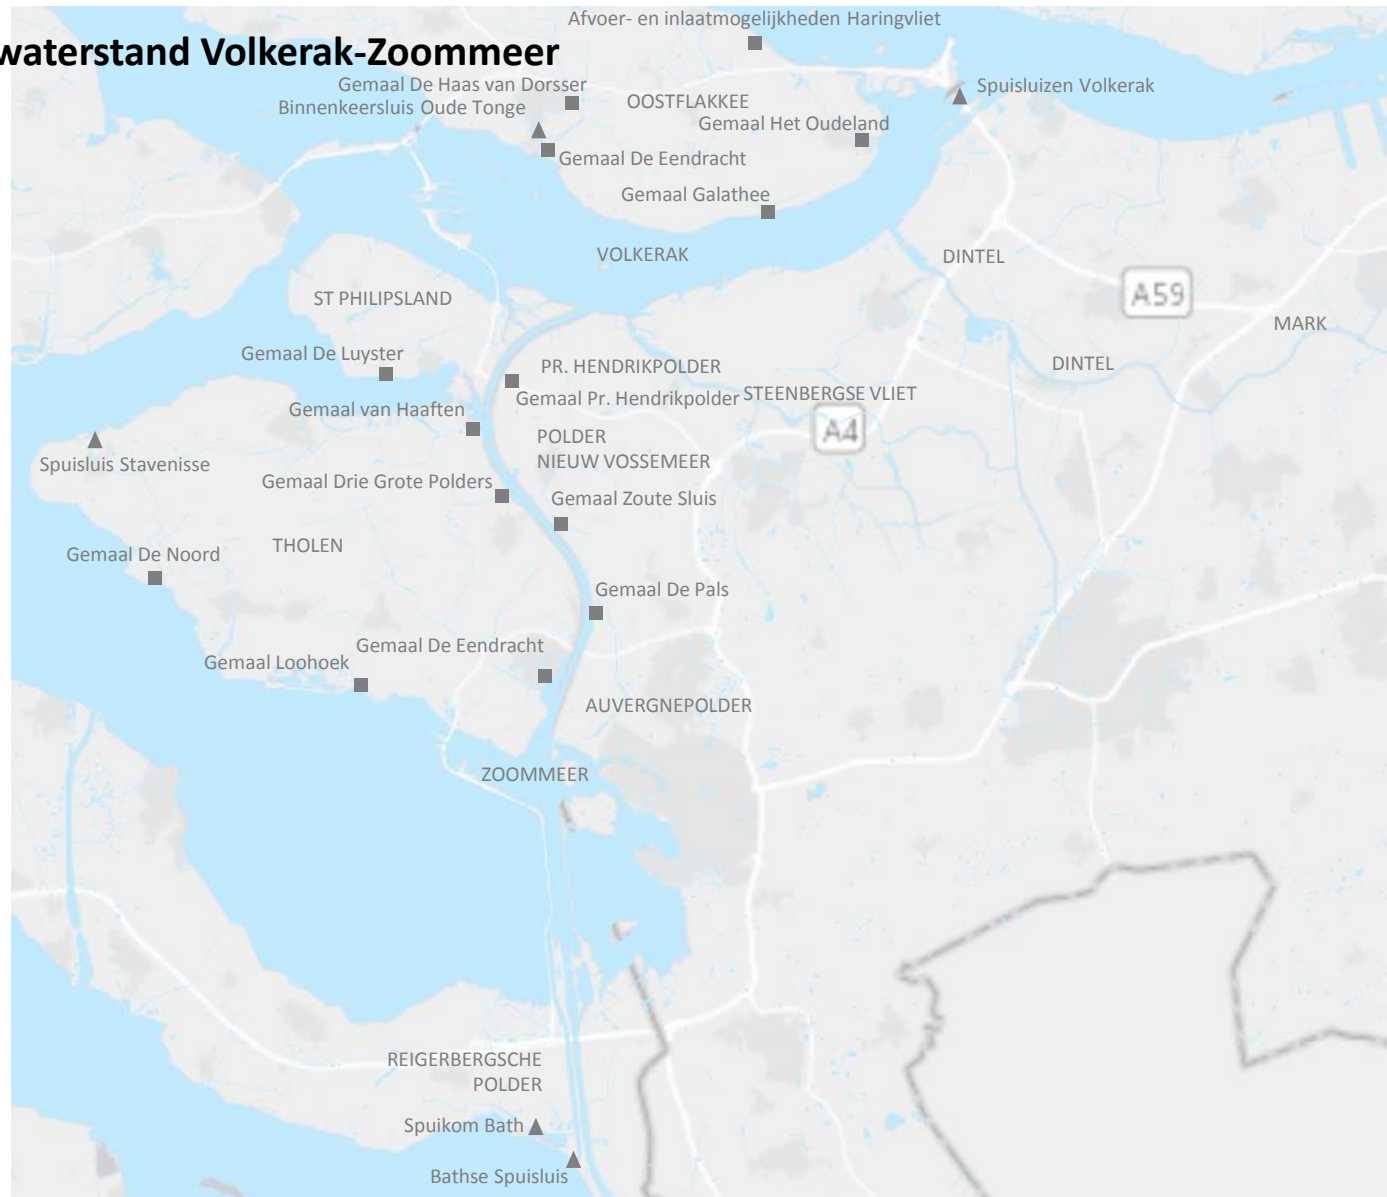 Afvoer- en inlaatmogelijkheden Haringvliet
waterstand Volkerak-Zoommeer
Gemaal De Haas van Dorsser
Spuisluizen Volkerak
Binnenkeersluis Oude Tonge
OOSTFLAKKEE
Gemaal Het Oudeland
Gemaal De Eendracht
Gemaal Galathee
VOLKERAK
DINTEL
ST PHILIPSLAND
A59
MARK
Gemaal De Luyster
PR. HENDRIKPOLDER
DINTEL
Gemaal Pr. Hendrikpolder
STEENBERGSE VLIET
Gemaal van Haaften
A4
POLDER
NIEUW VOSSEMEER
Spuisluis Stavenisse
Gemaal Drie Grote Polders
Gemaal Zoute Sluis
THOLEN
Gemaal De Noord
Gemaal De Pals
Gemaal De Eendracht
Gemaal Loohoek
AUVERGNEPOLDER
ZOOMMEER
REIGERBERGSCHE
POLDER
Spuikom Bath
Bathse Spuisluis